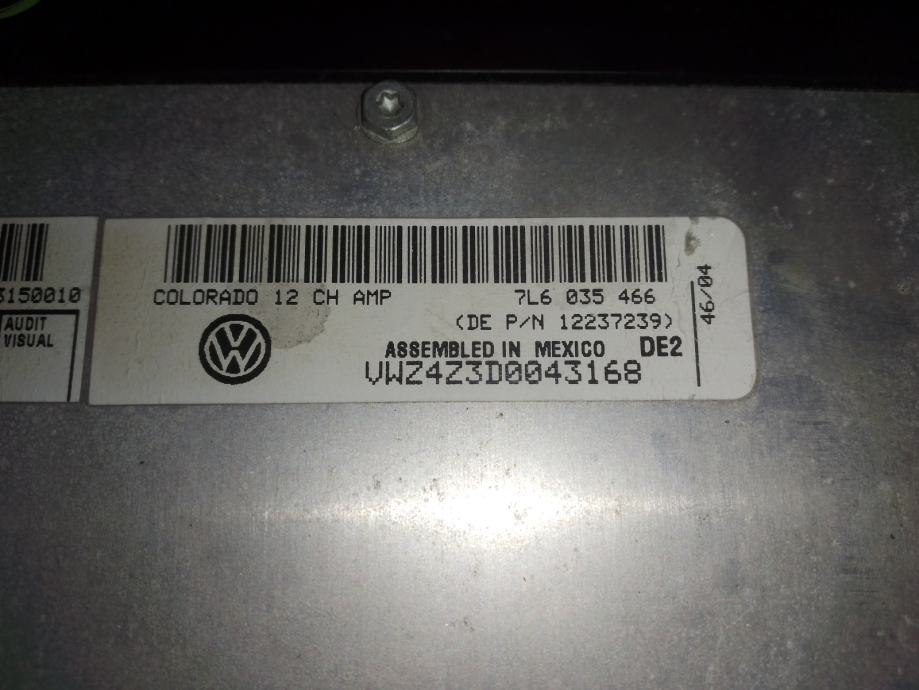 3150010
AUDIT
VISUAL
COLORADO 12 CH AMP 7L6 035 466
(DE P/N 12237239)
ASSEMBLED IN MEXICO DE2
VWZ4Z3D0043168
46/04